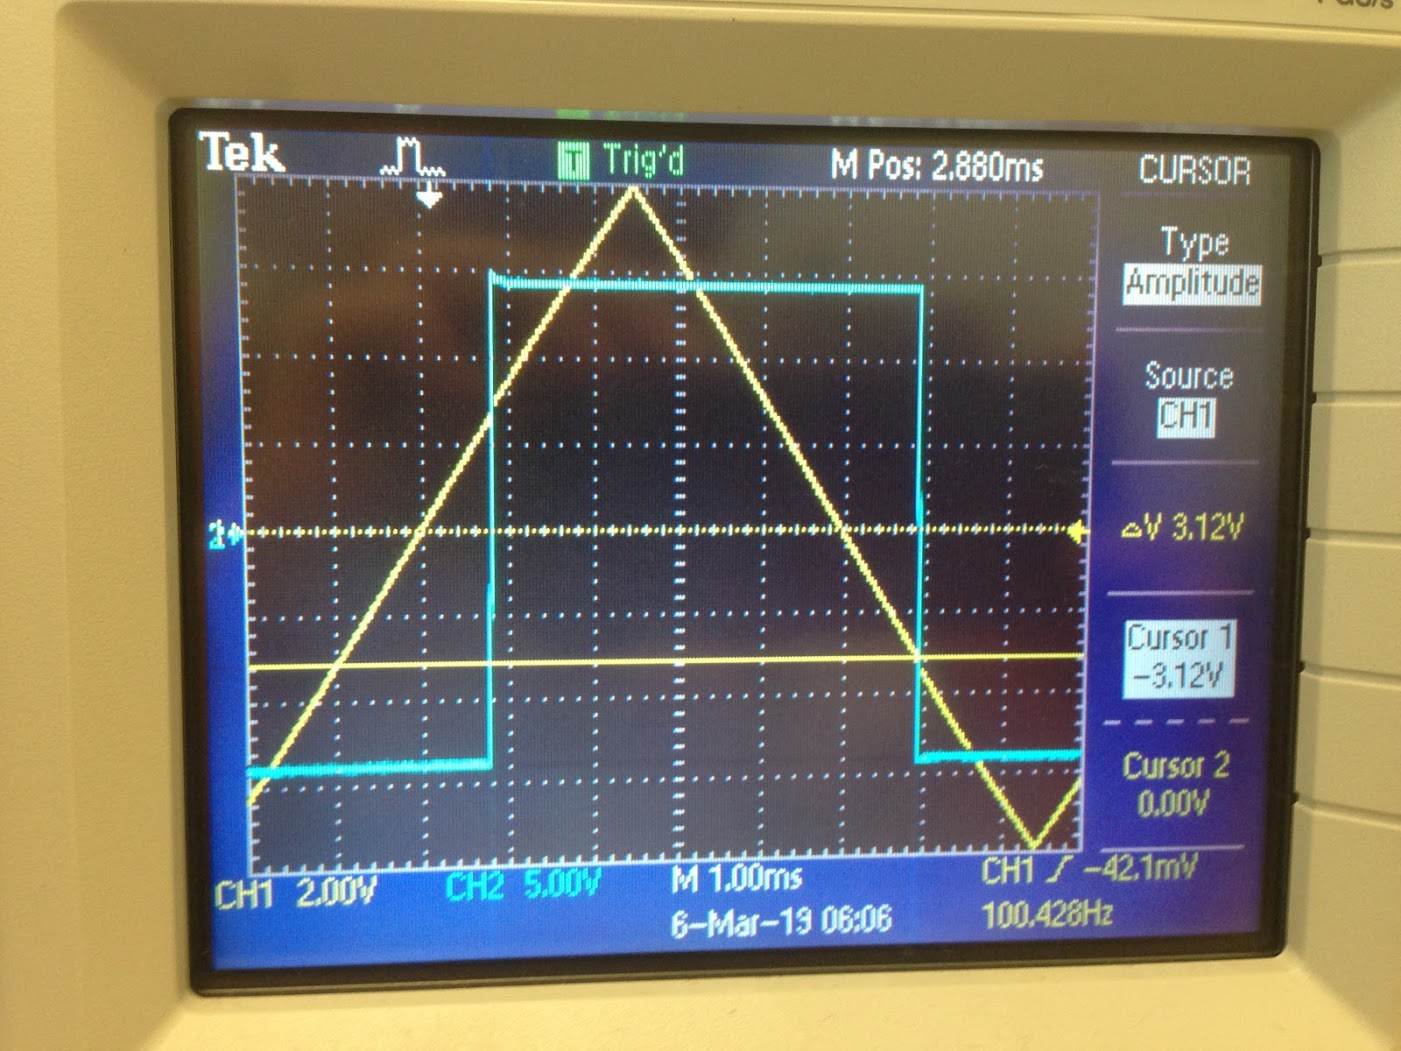 Tek
T Trig'd
M Pos: 2.880ms
CURSOR
Type
Amplitude
Source
CH1
△V 3.12V
Cursor 1
-3.12V
Cursor 2
0.00V
CH1 2.00V
CH2 5.00V
M 1.00ms
CH1 -42.1mV
6-Mar-19 06:06
100.428Hz